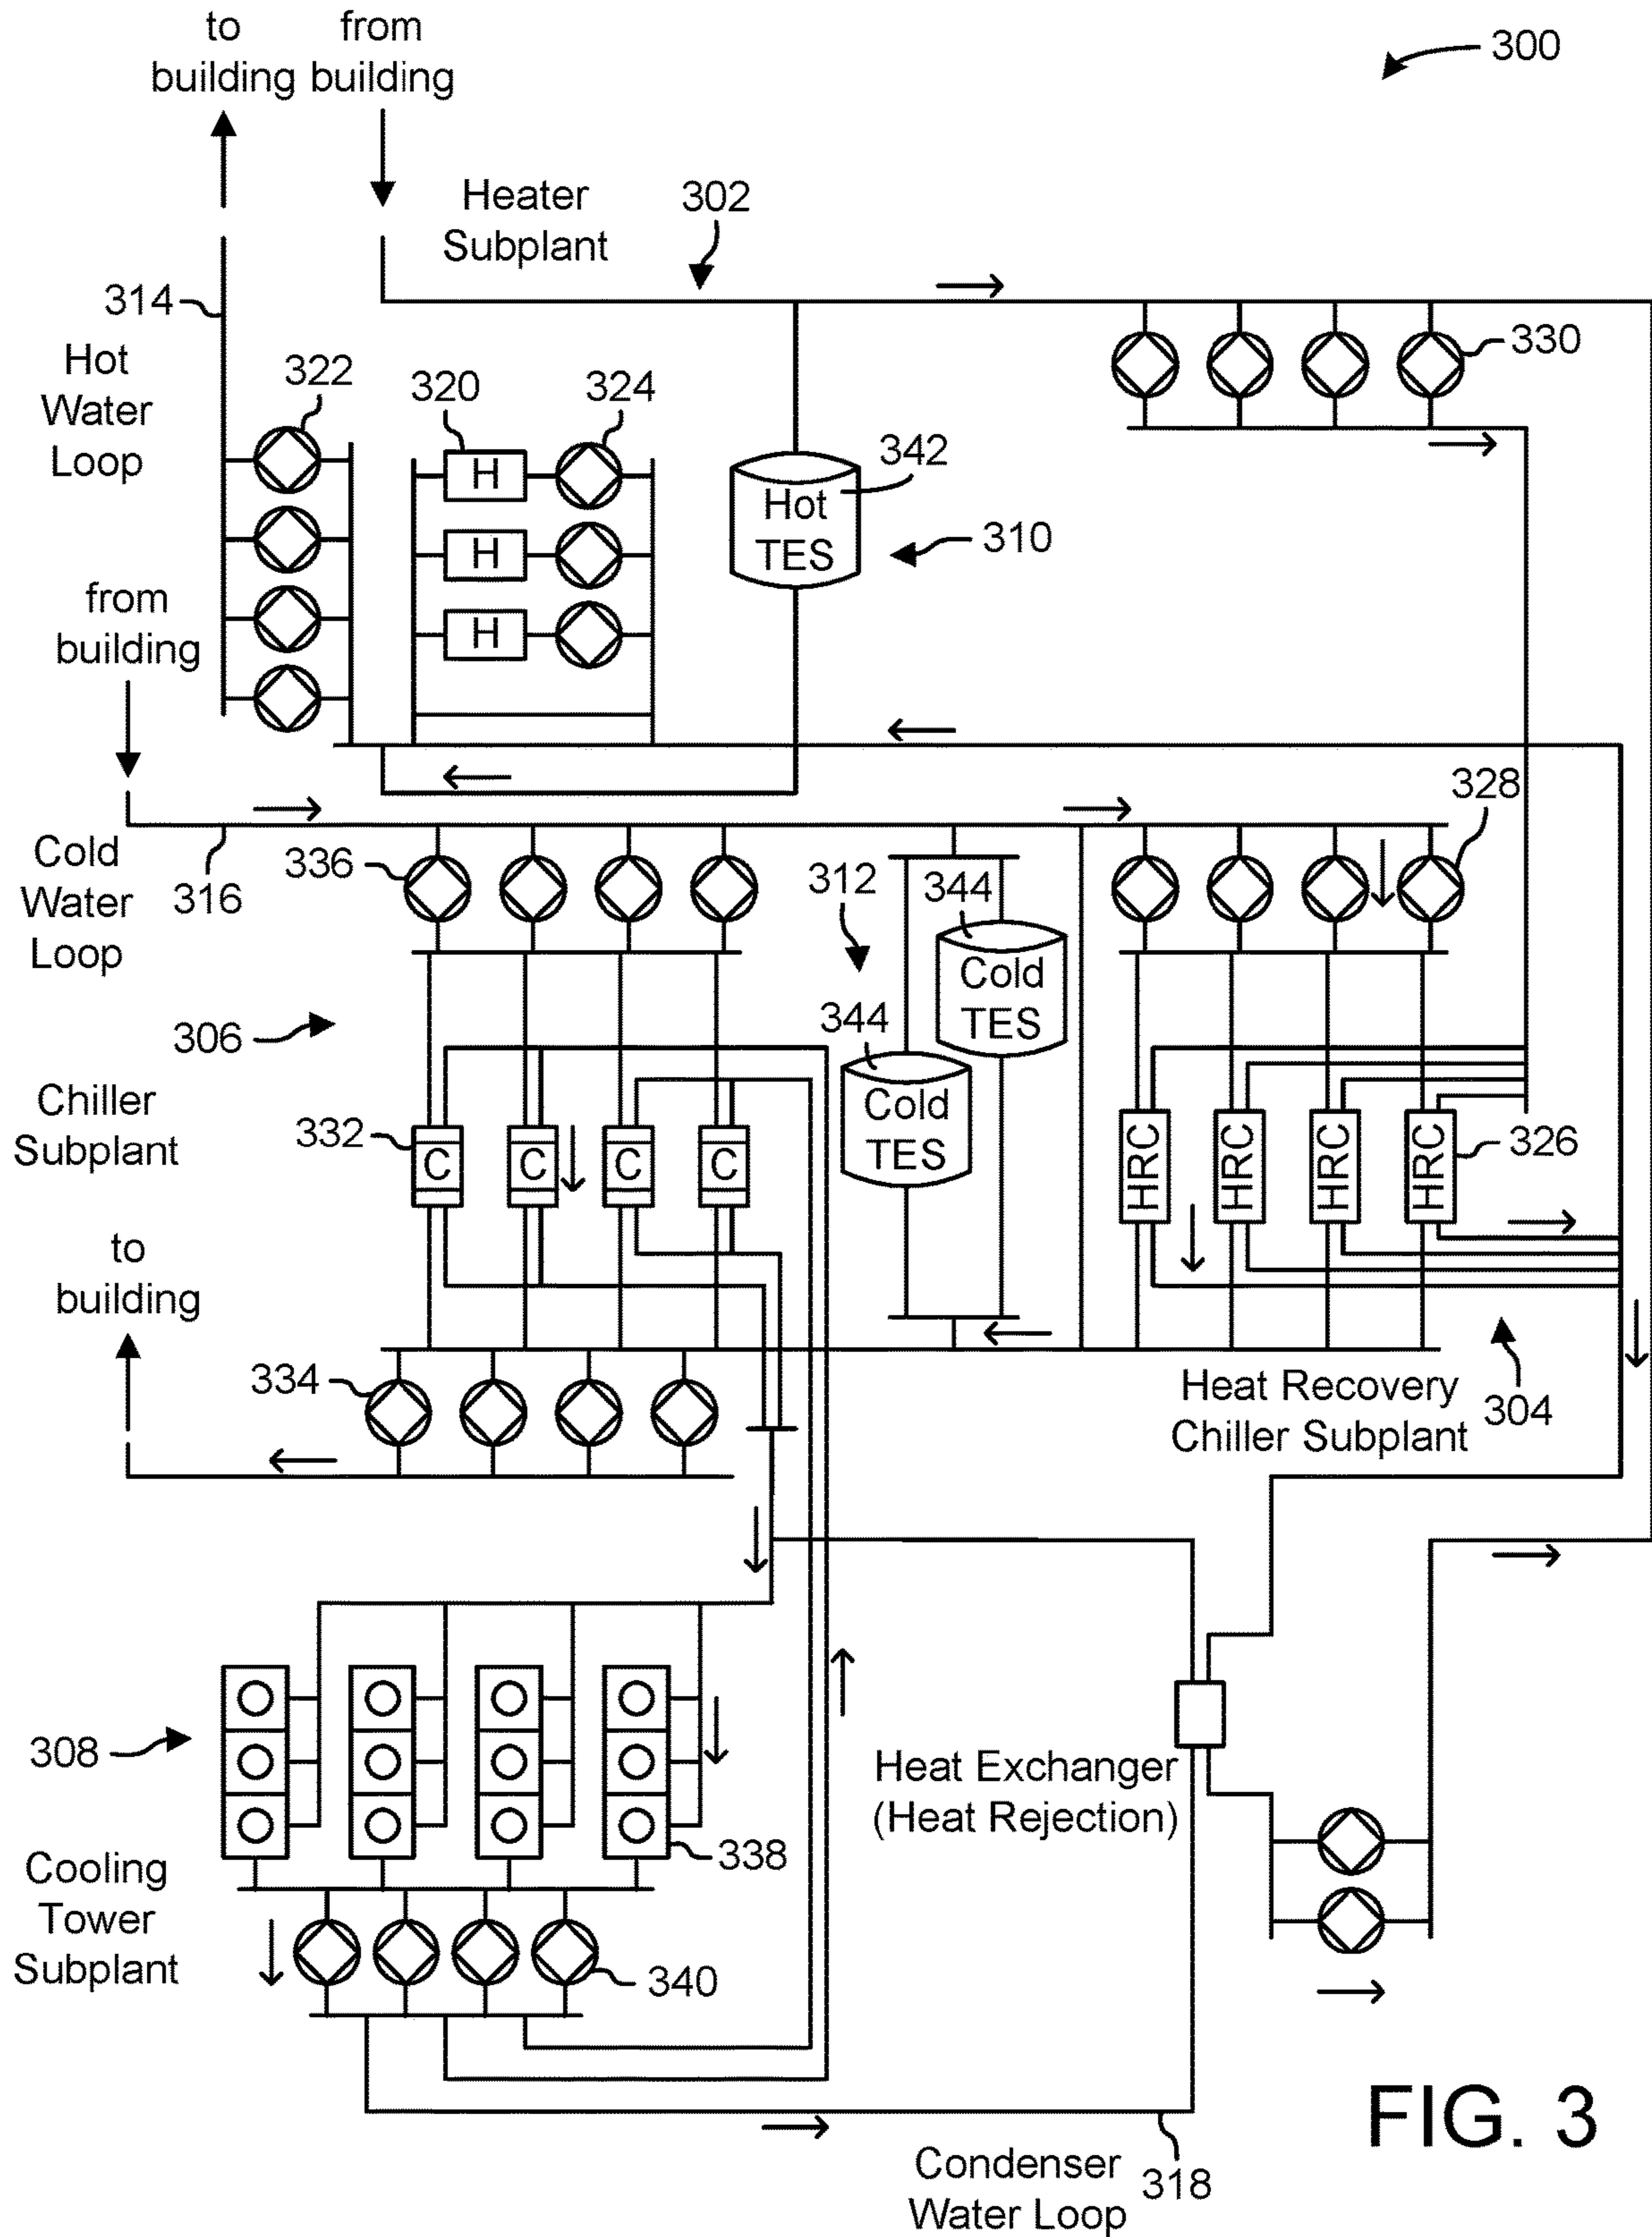 to
building
from
building
300
Heater
Subplant
302
314
Hot
Water
Loop
322
320
324
330
H
H
H
342
Hot
TES
310
from
building
328
Cold
Water
Loop
316
336
312
344
Cold
TES
344
Cold
TES
306
Chiller
Subplant
332
C
C
C
C
HRC
HRC
HRC
HRC
326
to
building
334
Heat Recovery
Chiller Subplant
304
308
Heat Exchanger
(Heat Rejection)
338
Cooling
Tower
Subplant
340
Condenser
Water Loop
318
FIG. 3